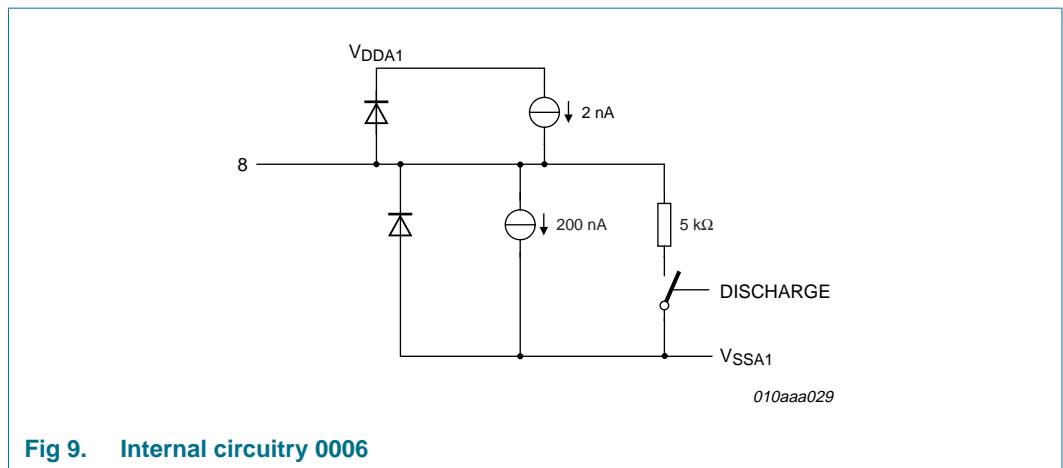 VDDA1
2 nA
8
200 nA
5 kΩ
DISCHARGE
VSSA1
010aaa029
Fig 9. Internal circuitry 0006